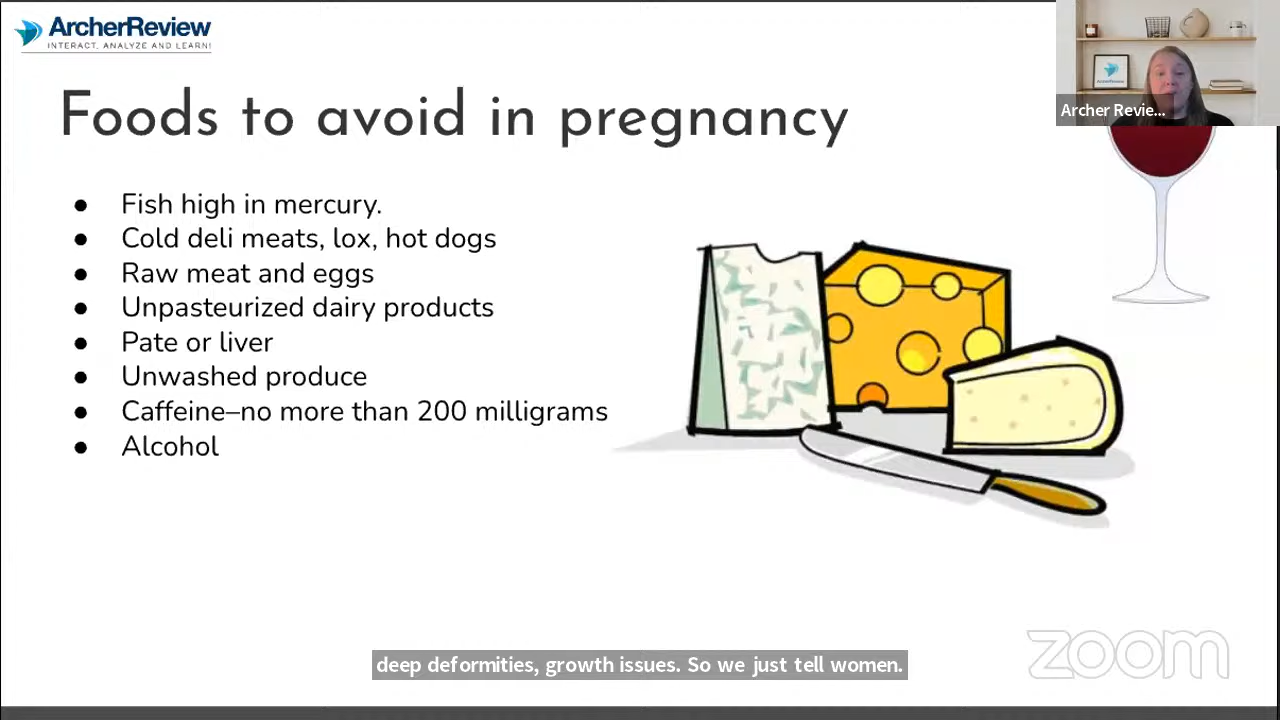 ArcherReview
INTERACT, ANALYZE AND LEARN!
ArcherReview
Archer Revie...
Foods to avoid in pregnancy
● Fish high in mercury.
● Cold deli meats, lox, hot dogs
● Raw meat and eggs
● Unpasteurized dairy products
● Pate or liver
● Unwashed produce
● Caffeine–no more than 200 milligrams
● Alcohol
deep deformities, growth issues. So we just tell women.
zoom